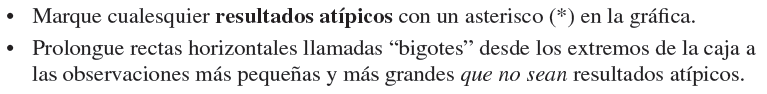 • Marque cualesquier resultados atípicos con un asterisco (*) en la gráfica.
• Prolongue rectas horizontales llamadas “bigotes” desde los extremos de la caja a
las observaciones más pequeñas y más grandes que no sean resultados atípicos.